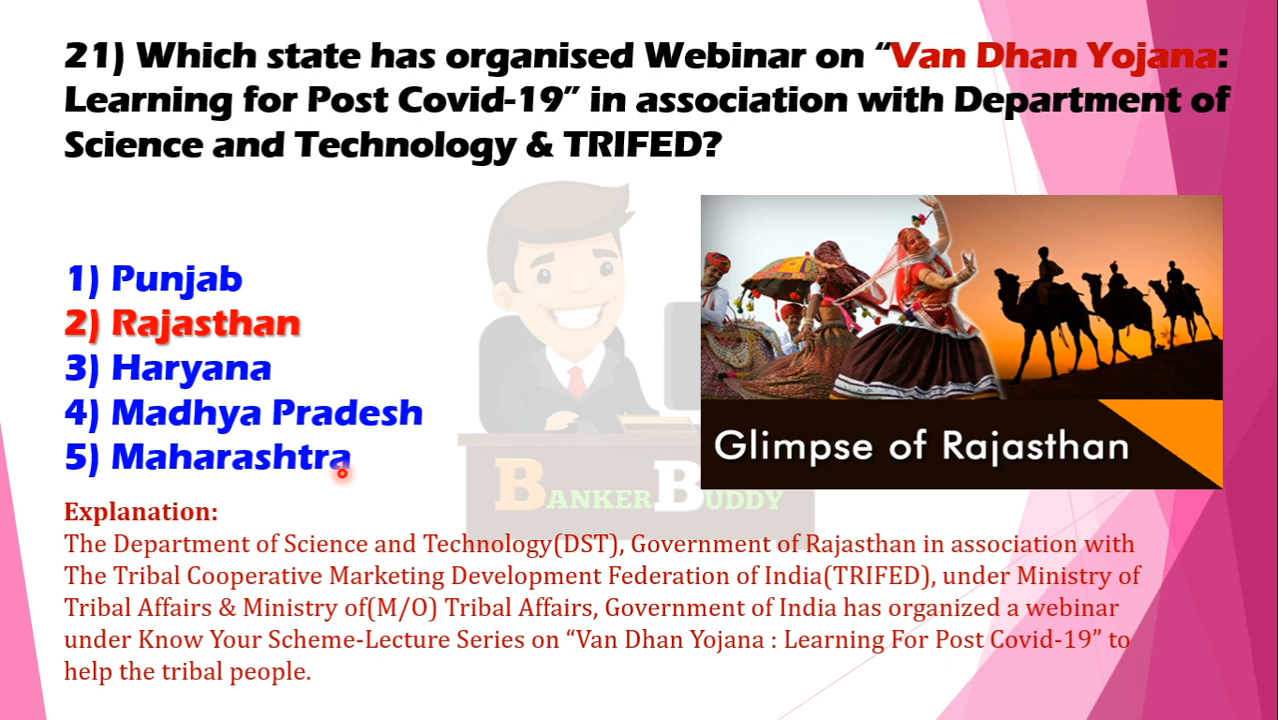 21) Which state has organised Webinar on “Van Dhan Yojana:
Learning for Post Covid-19” in association with Department of
Science and Technology & TRIFED?
1) Punjab
2) Rajasthan
3) Haryana
4) Madhya Pradesh
5) Maharashtra
Glimpse of Rajasthan
BANKERBUDDY
Explanation:
The Department of Science and Technology(DST), Government of Rajasthan in association with
The Tribal Cooperative Marketing Development Federation of India(TRIFED), under Ministry of
Tribal Affairs & Ministry of(M/O) Tribal Affairs, Government of India has organized a webinar
under Know Your Scheme-Lecture Series on “Van Dhan Yojana : Learning For Post Covid-19” to
help the tribal people.